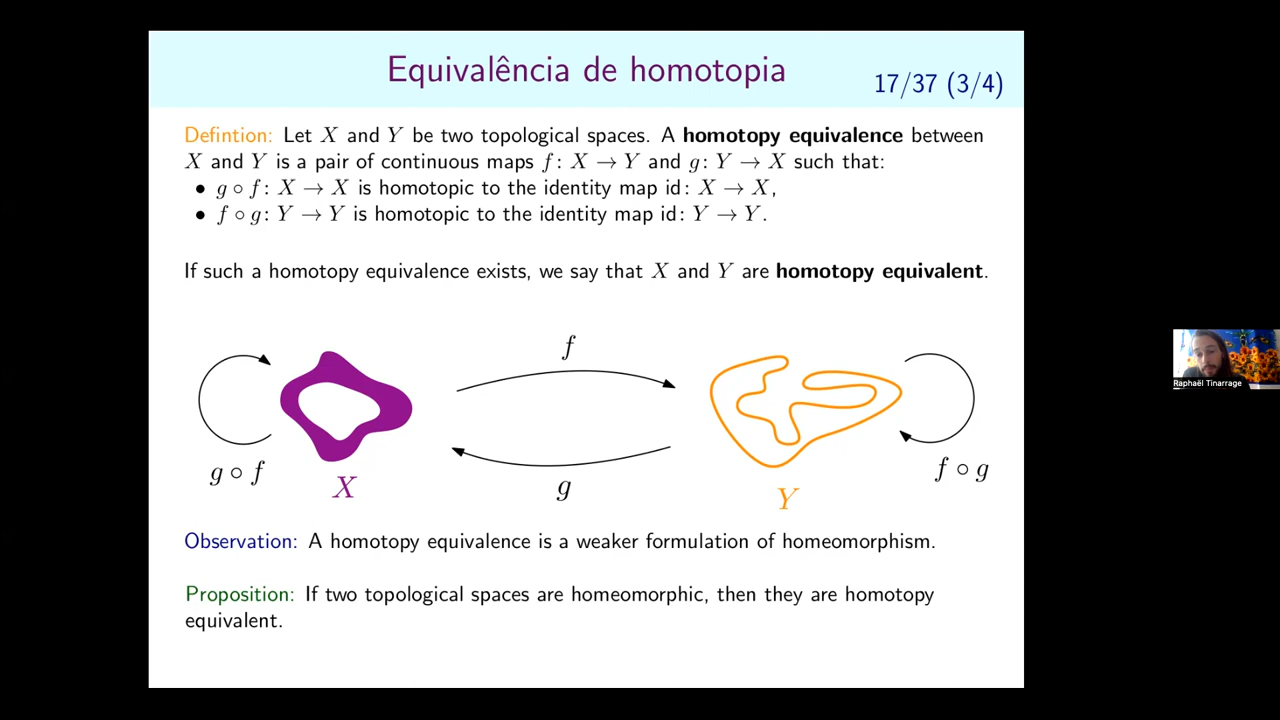 Equivalência de homotopia
17/37 (3/4)
Defintion: Let X and Y be two topological spaces. A homotopy equivalence between
X and Y is a pair of continuous maps f: X → Y and g: Y → X such that:
• g ∘ f: X → X is homotopic to the identity map id: X → X,
• f ∘ g: Y → Y is homotopic to the identity map id: Y → Y.
If such a homotopy equivalence exists, we say that X and Y are homotopy equivalent.
f
g ∘ f
X
g
Y
f ∘ g
Observation: A homotopy equivalence is a weaker formulation of homeomorphism.
Proposition: If two topological spaces are homeomorphic, then they are homotopy
equivalent.
Raphaël Tinarrage